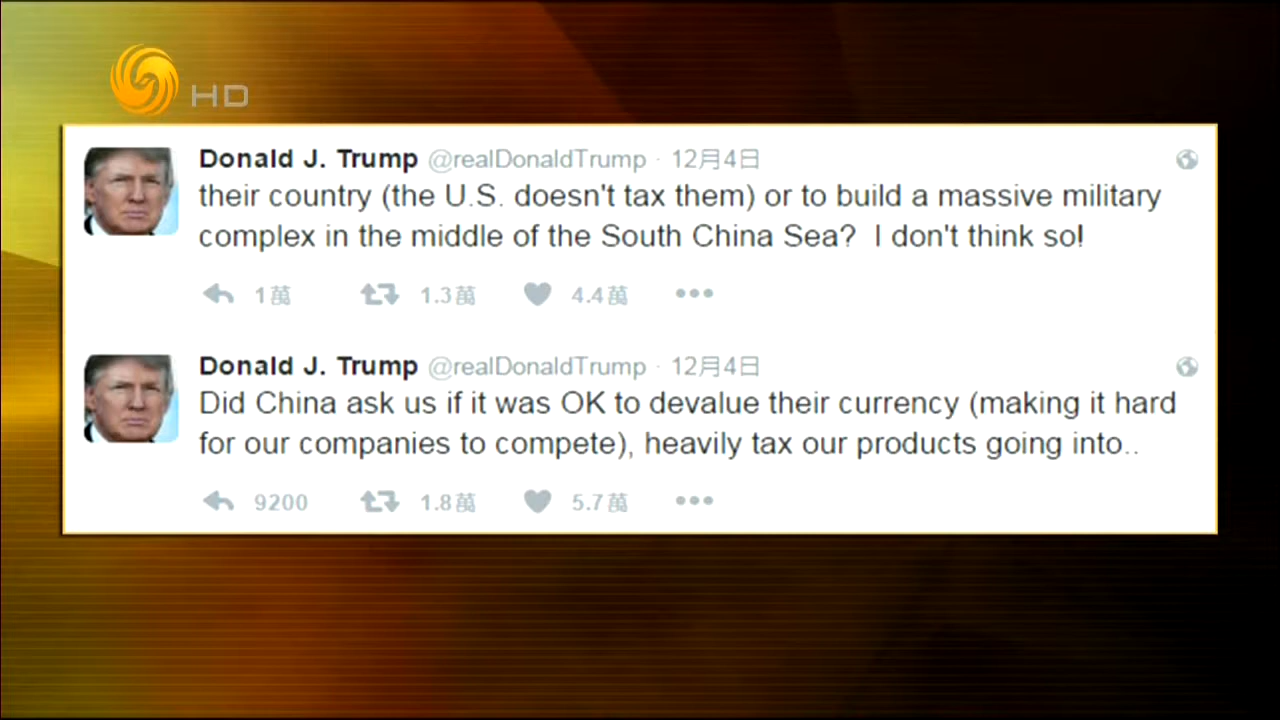 HD
Donald J. Trump @realDonaldTrump · 12月4日
their country (the U.S. doesn't tax them) or to build a massive military
complex in the middle of the South China Sea? I don't think so!
1萬 1.3萬 4.4萬 •••
Donald J. Trump @realDonaldTrump · 12月4日
Did China ask us if it was OK to devalue their currency (making it hard
for our companies to compete), heavily tax our products going into..
9200 1.8萬 5.7萬 •••